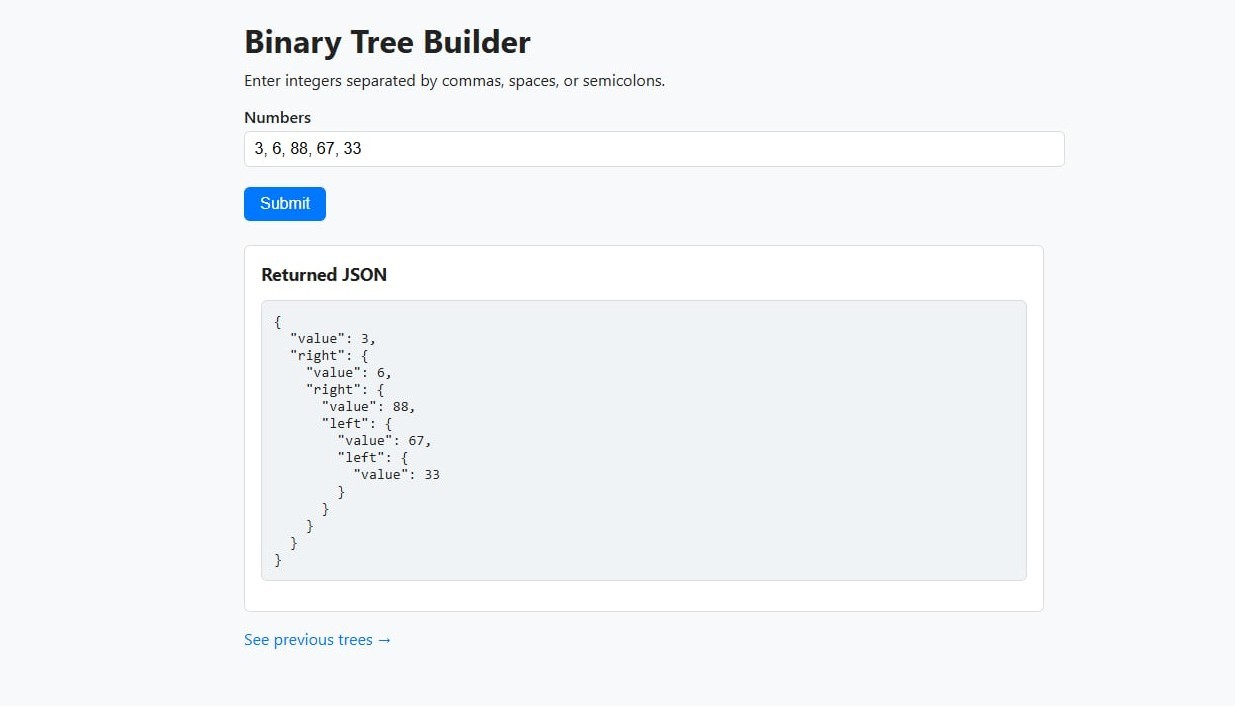 Binary Tree Builder
Enter integers separated by commas, spaces, or semicolons.
Numbers
3, 6, 88, 67, 33
Submit
Returned JSON
{
  "value": 3,
  "right": {
    "value": 6,
    "right": {
      "value": 88,
      "left": {
        "value": 67,
        "left": {
          "value": 33
        }
      }
    }
  }
}
See previous trees →